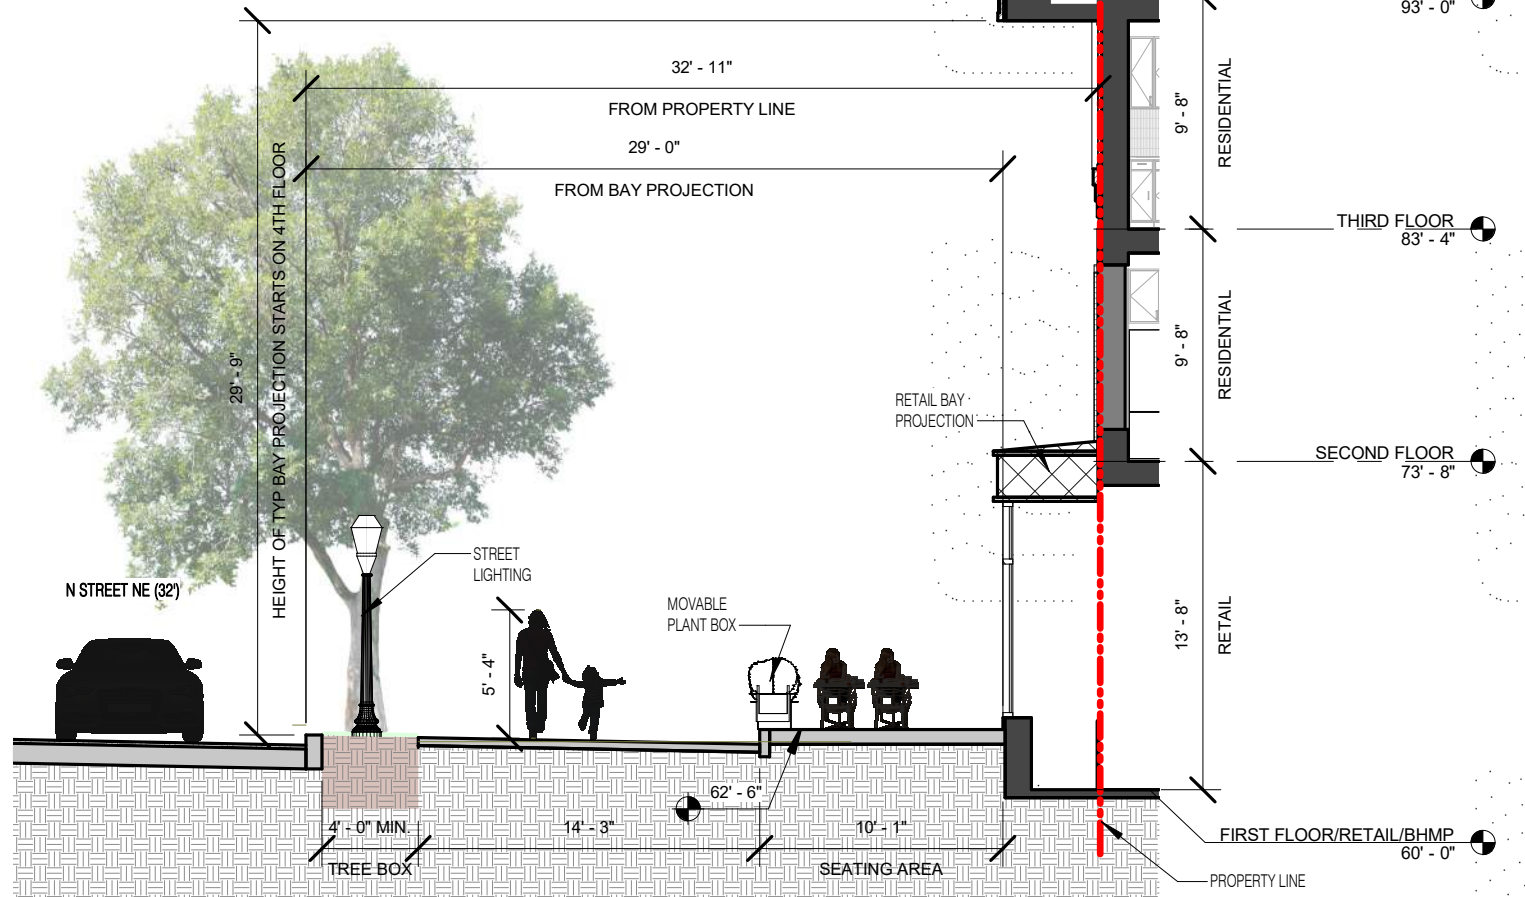 93' - 0"
32' - 11"
FROM PROPERTY LINE
29' - 0"
FROM BAY PROJECTION
9' - 8"
RESIDENTIAL
THIRD FLOOR
83' - 4"
29' - 9"
HEIGHT OF TYP BAY PROJECTION STARTS ON 4TH FLOOR
9' - 8"
RESIDENTIAL
RETAIL BAY
PROJECTION
SECOND FLOOR
73' - 8"
STREET
LIGHTING
N STREET NE (32')
MOVABLE
PLANT BOX
5' - 4"
13' - 8"
RETAIL
62' - 6"
4' - 0" MIN.
14' - 3"
10' - 1"
TREE BOX
SEATING AREA
FIRST FLOOR/RETAIL/BHMP
60' - 0"
PROPERTY LINE